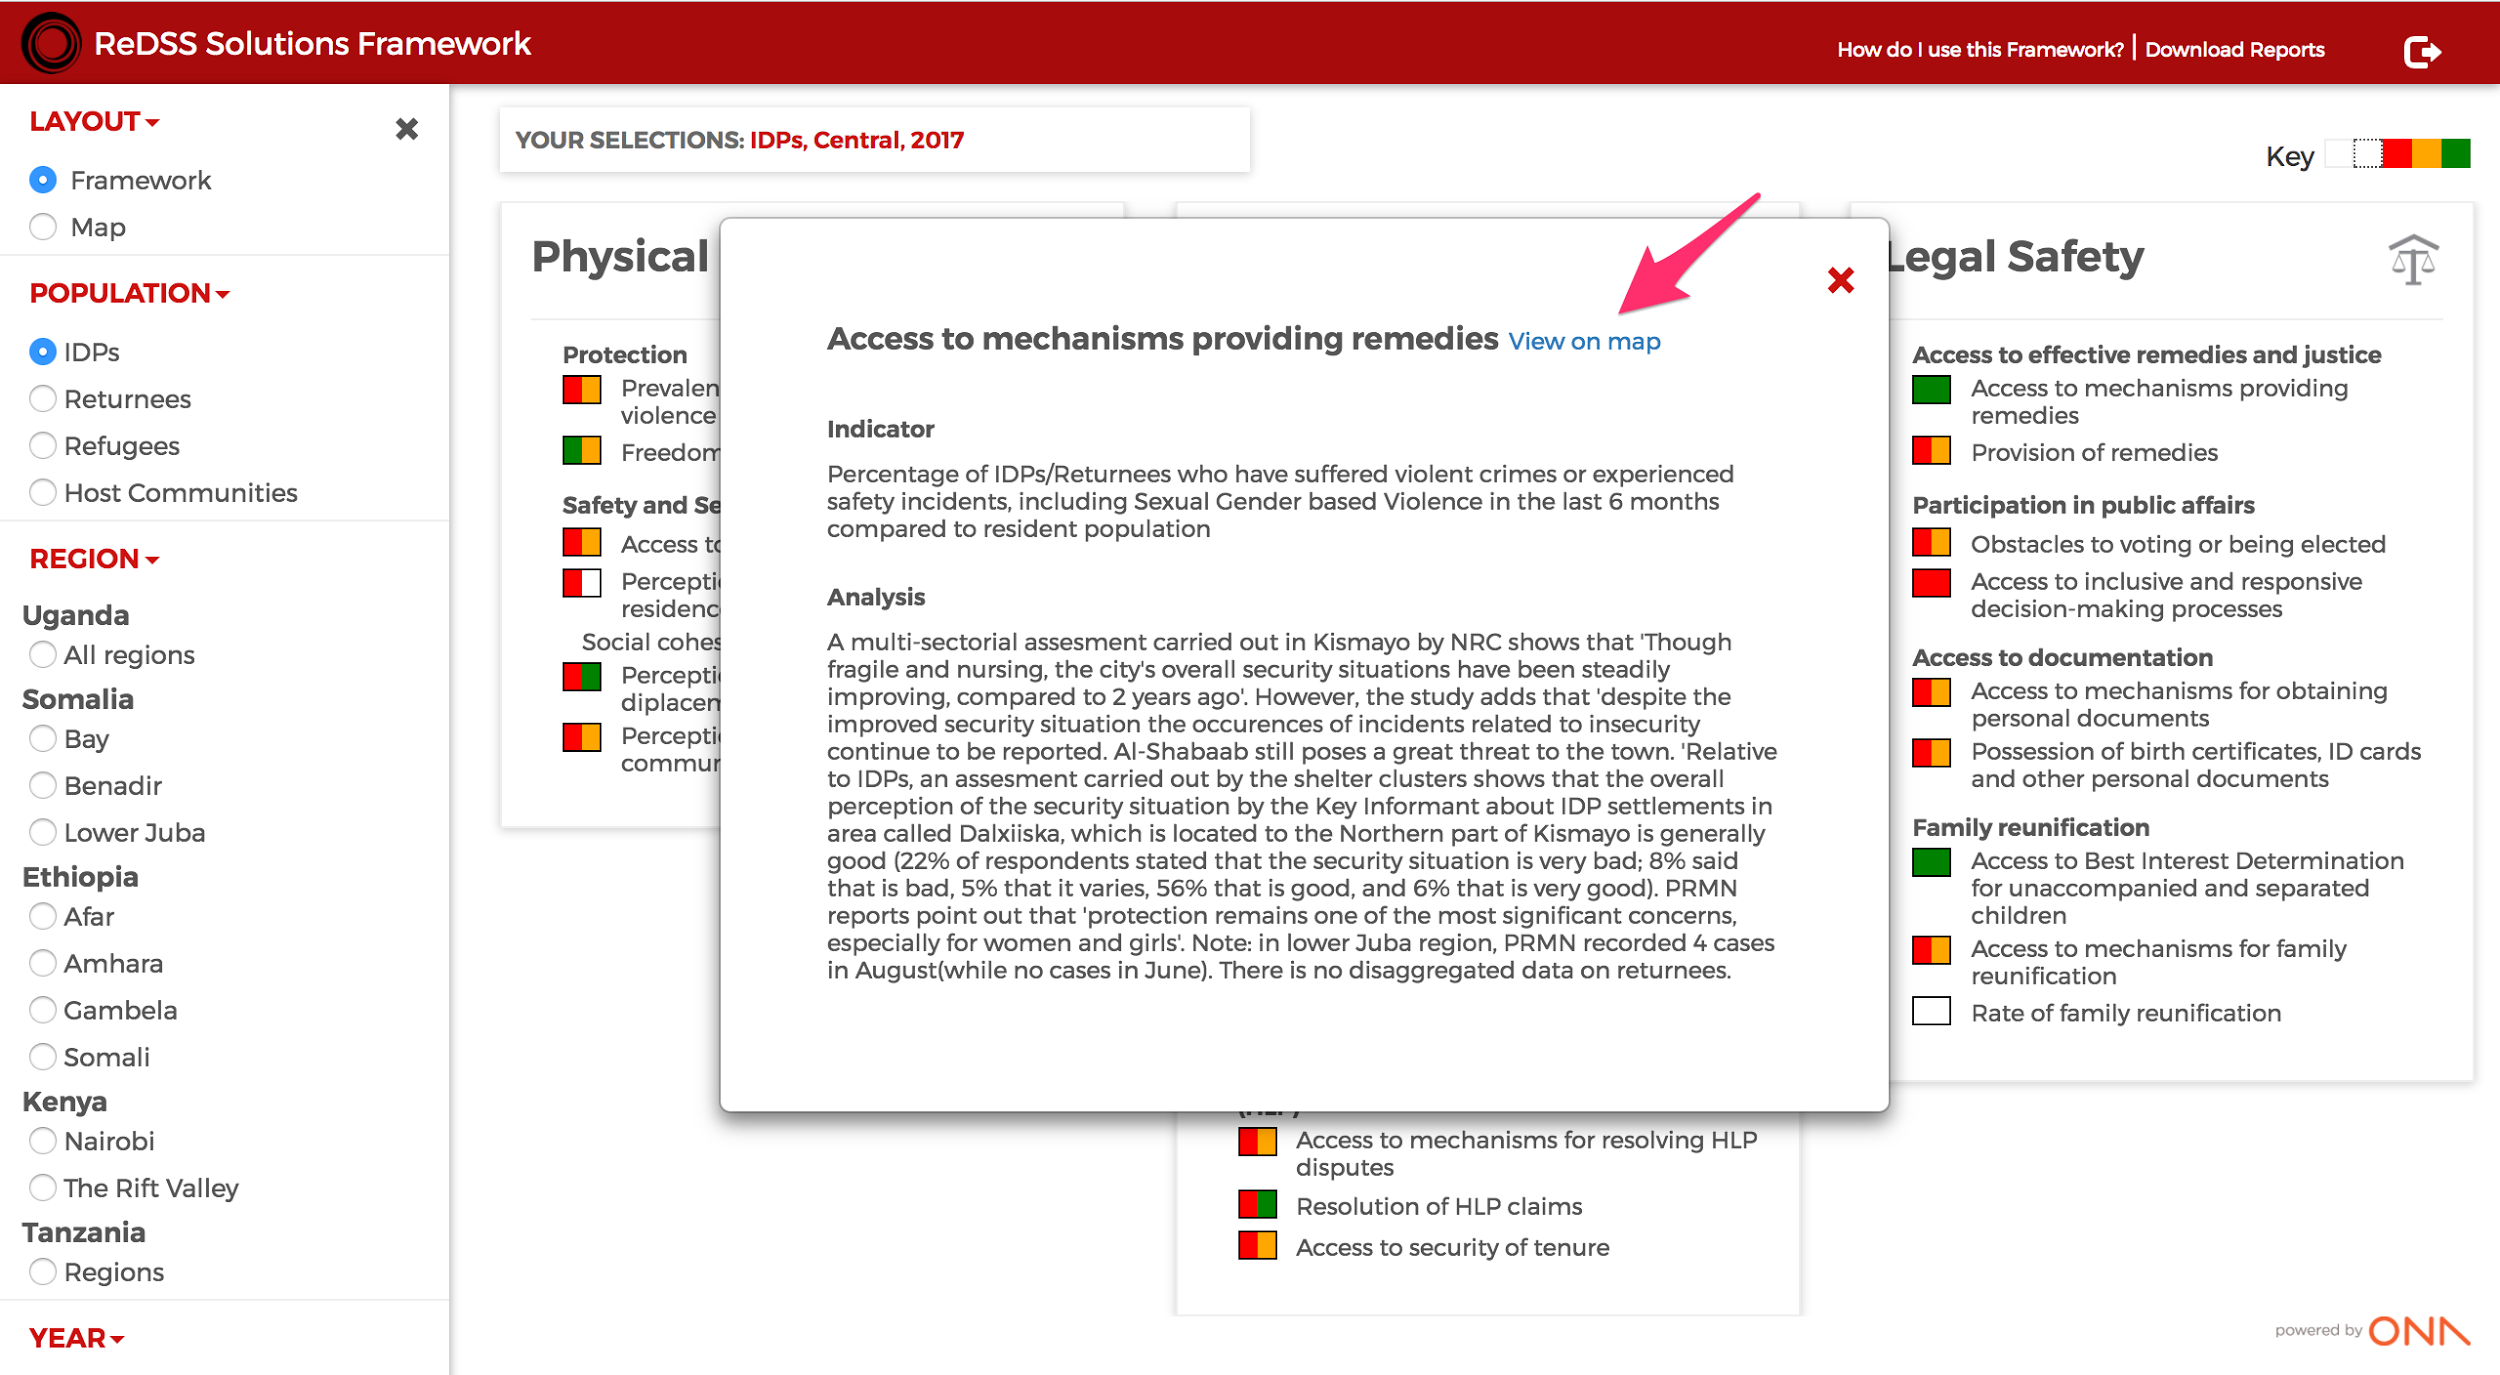 ReDSS Solutions Framework
How do I use this Framework? | Download Reports
LAYOUT
Framework
Map
POPULATION
IDPs
Returnees
Refugees
Host Communities
REGION
Uganda
All regions
Somalia
Bay
Benadir
Lower Juba
Ethiopia
Afar
Amhara
Gambela
Somali
Kenya
Nairobi
The Rift Valley
Tanzania
Regions
YEAR
YOUR SELECTIONS: IDPs, Central, 2017
Key
Physical
Protection
Prevalen
violence
Freedom
Safety and Se
Access to
Percepti
residenc
Social cohes
Percepti
diplacem
Percepti
commun
Access to mechanisms providing remedies View on map
Indicator
Percentage of IDPs/Returnees who have suffered violent crimes or experienced
safety incidents, including Sexual Gender based Violence in the last 6 months
compared to resident population
Analysis
A multi-sectorial assesment carried out in Kismayo by NRC shows that 'Though
fragile and nursing, the city's overall security situations have been steadily
improving, compared to 2 years ago'. However, the study adds that 'despite the
improved security situation the occurences of incidents related to insecurity
continue to be reported. Al-Shabaab still poses a great threat to the town. 'Relative
to IDPs, an assesment carried out by the shelter clusters shows that the overall
perception of the security situation by the Key Informant about IDP settlements in
area called Dalxiiska, which is located to the Northern part of Kismayo is generally
good (22% of respondents stated that the security situation is very bad; 8% said
that is bad, 5% that it varies, 56% that is good, and 6% that is very good). PRMN
reports point out that 'protection remains one of the most significant concerns,
especially for women and girls'. Note: in lower Juba region, PRMN recorded 4 cases
in August(while no cases in June). There is no disaggregated data on returnees.
Access to mechanisms for resolving HLP
disputes
Resolution of HLP claims
Access to security of tenure
Legal Safety
Access to effective remedies and justice
Access to mechanisms providing
remedies
Provision of remedies
Participation in public affairs
Obstacles to voting or being elected
Access to inclusive and responsive
decision-making processes
Access to documentation
Access to mechanisms for obtaining
personal documents
Possession of birth certificates, ID cards
and other personal documents
Family reunification
Access to Best Interest Determination
for unaccompanied and separated
children
Access to mechanisms for family
reunification
Rate of family reunification
powered by ONA